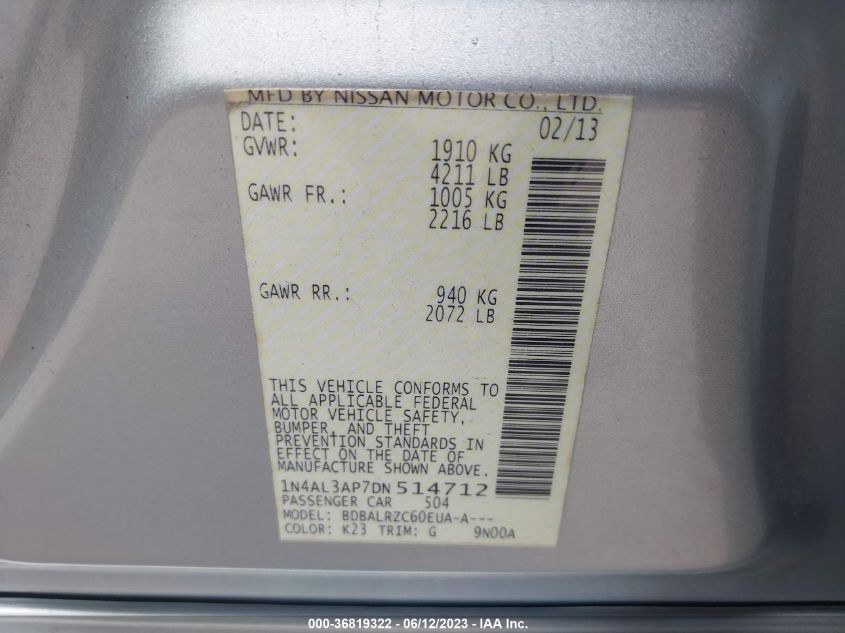 MFD BY NISSAN MOTOR CO., LTD.
DATE: 02/13
GVWR: 1910 KG
4211 LB
GAWR FR.: 1005 KG
2216 LB
GAWR RR.: 940 KG
2072 LB
THIS VEHICLE CONFORMS TO
ALL APPLICABLE FEDERAL
MOTOR VEHICLE SAFETY,
BUMPER, AND THEFT
PREVENTION STANDARDS IN
EFFECT ON THE DATE OF
MANUFACTURE SHOWN ABOVE.
1N4AL3AP7DN514712
PASSENGER CAR 504
MODEL: BDBALRZC60EUA-A---
COLOR: K23 TRIM: G 9N00A
000-36819322 - 06/12/2023 - IAA Inc.